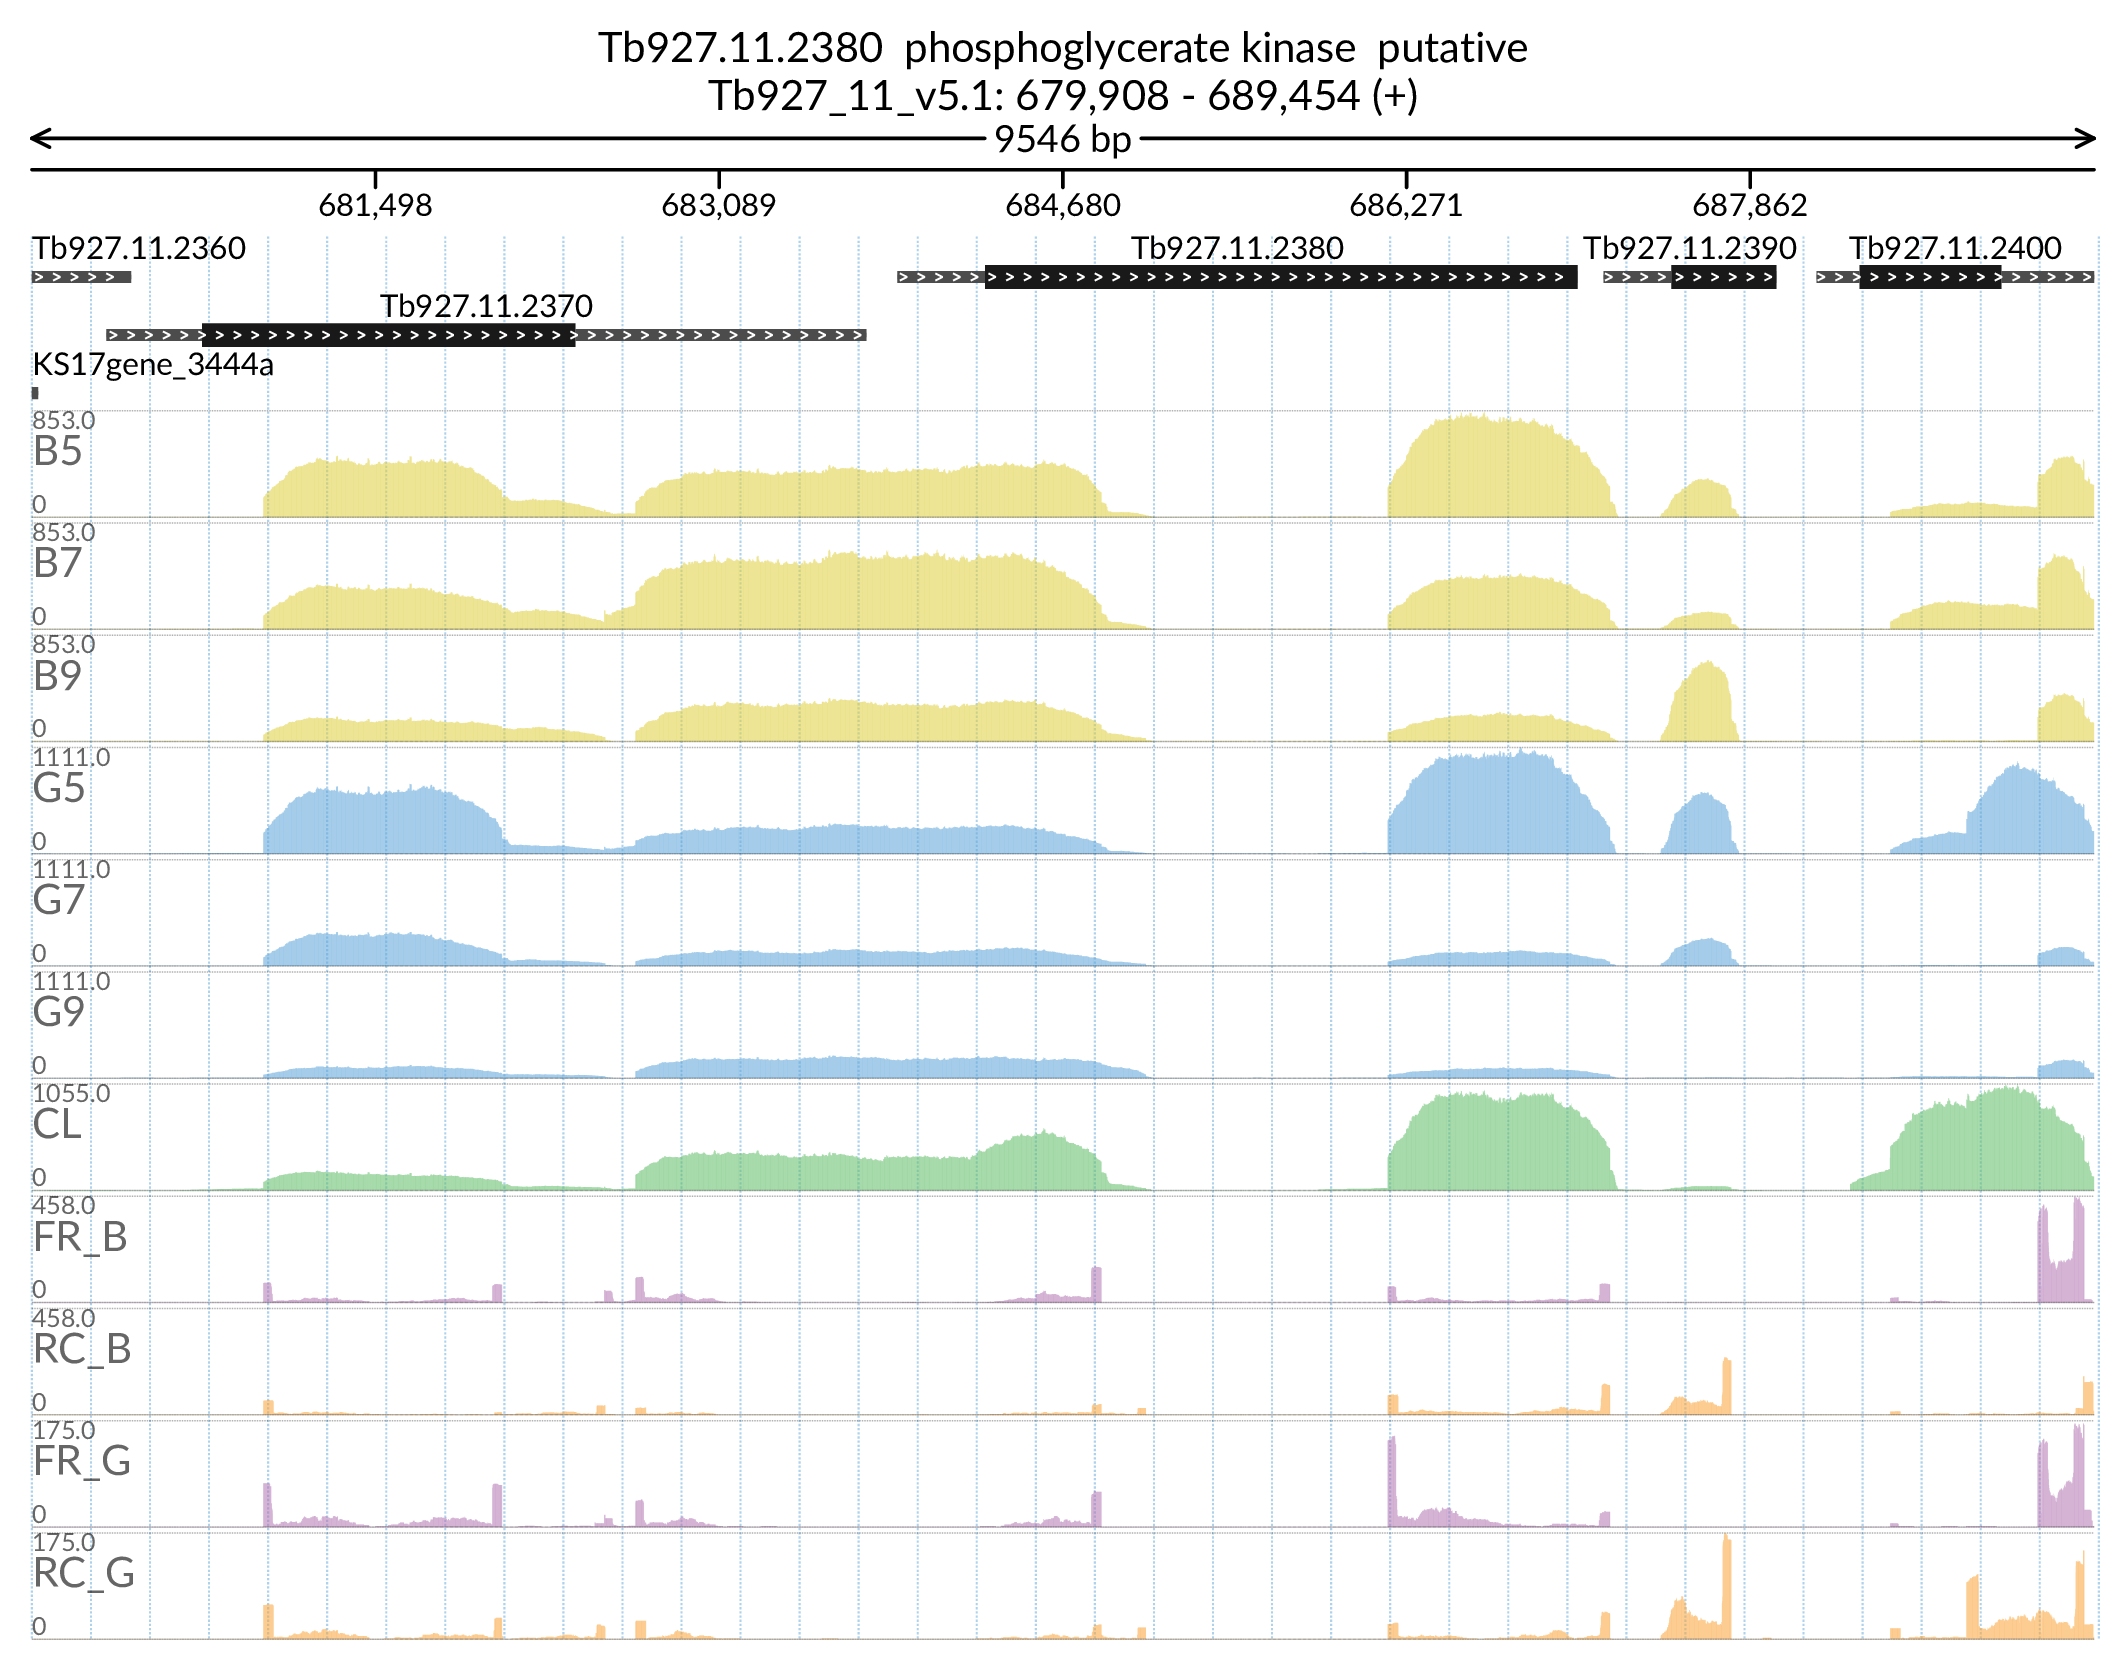 Tb927.11.2380  phosphoglycerate kinase  putative
Tb927_11_v5.1: 679,908 - 689,454 (+)
9546 bp
681,498 683,089 684,680 686,271 687,862
Tb927.11.2360 Tb927.11.2380 Tb927.11.2390 Tb927.11.2400
Tb927.11.2370
KS17gene_3444a
853.0
B5
0
853.0
B7
0
853.0
B9
0
1111.0
G5
0
1111.0
G7
0
1111.0
G9
0
1055.0
CL
0
458.0
FR_B
0
458.0
RC_B
0
175.0
FR_G
0
175.0
RC_G
0